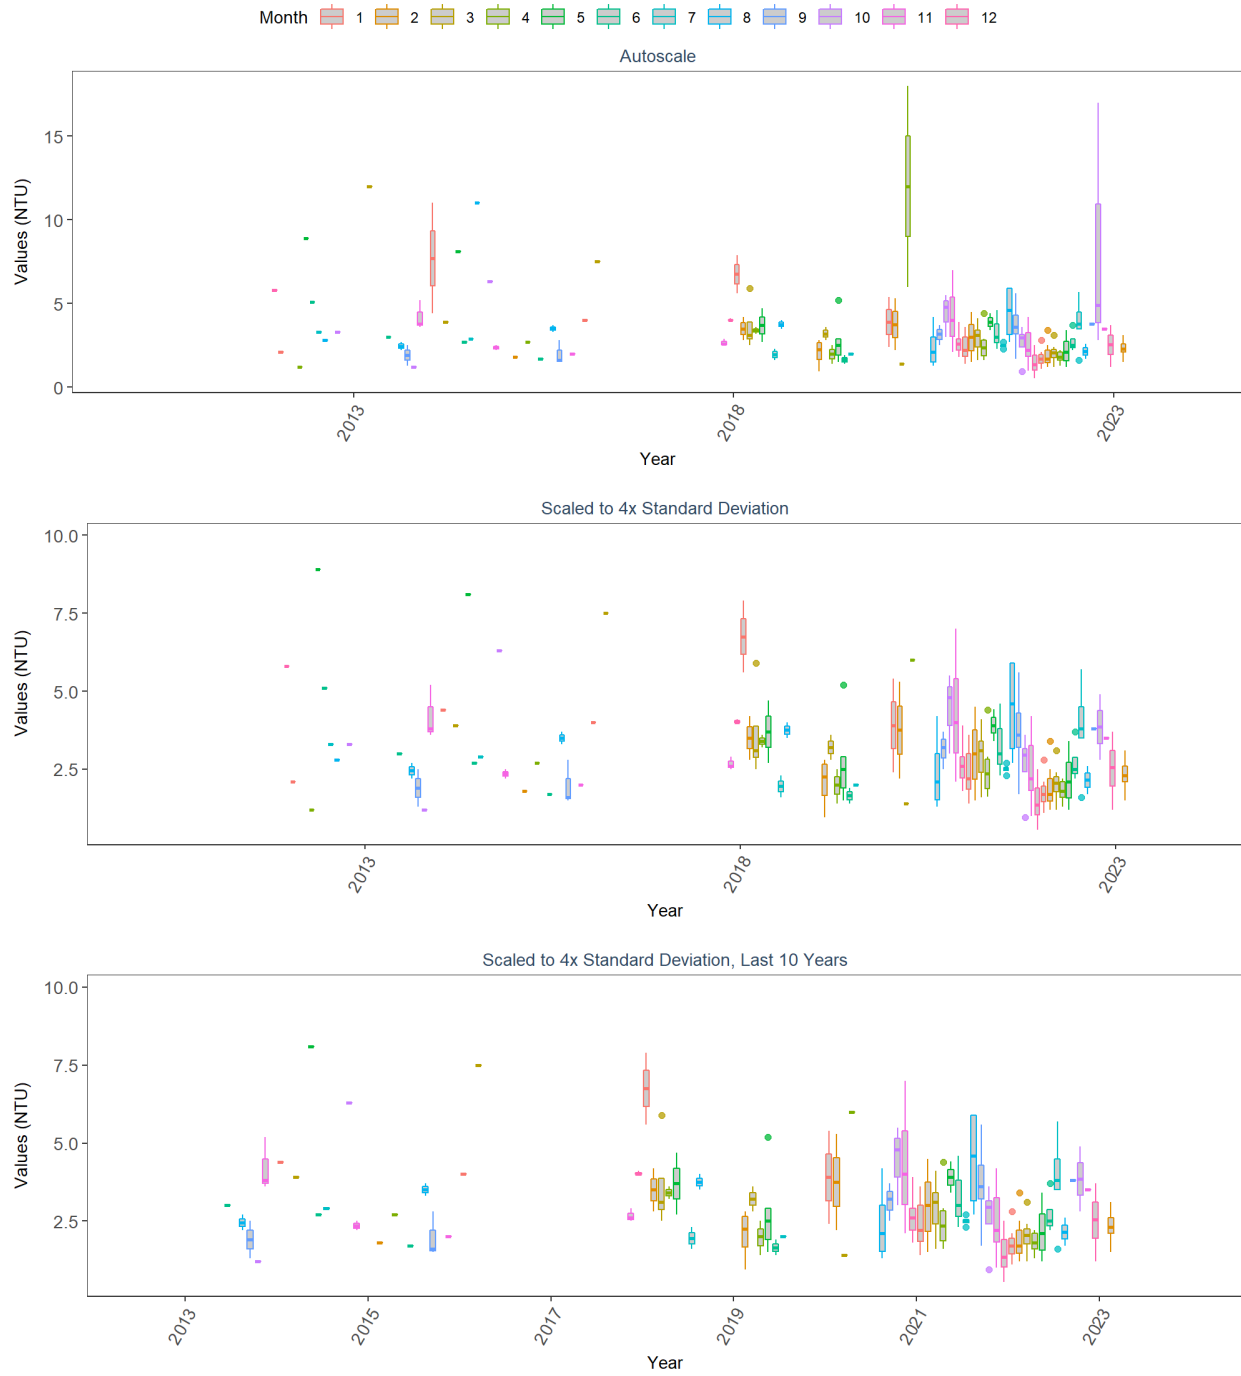 Month 1 2 3 4 5 6 7 8 9 10 11 12
Autoscale
Values (NTU)
15
10
5
0
2013 2018 2023
Year
Scaled to 4x Standard Deviation
Values (NTU)
10.0
7.5
5.0
2.5
2013 2018 2023
Year
Scaled to 4x Standard Deviation, Last 10 Years
Values (NTU)
10.0
7.5
5.0
2.5
2013 2015 2017 2019 2021 2023
Year